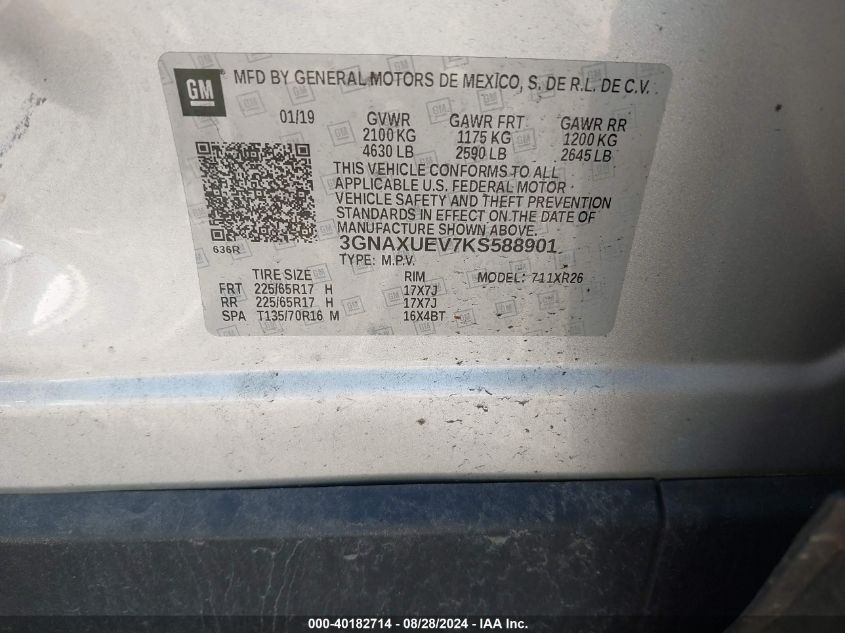 GM MFD BY GENERAL MOTORS DE MEXICO, S. DE R.L. DE C.V.
01/19 GVWR GAWR FRT GAWR RR
2100 KG 1175 KG 1200 KG
4630 LB 2590 LB 2645 LB
THIS VEHICLE CONFORMS TO ALL
APPLICABLE U.S. FEDERAL MOTOR
VEHICLE SAFETY AND THEFT PREVENTION
STANDARDS IN EFFECT ON THE DATE OF
MANUFACTURE SHOWN ABOVE.
636R 3GNAXUEV7KS588901
TYPE: M.P.V.
TIRE SIZE RIM MODEL: 711XR26
FRT 225/65R17 H 17X7J
RR 225/65R17 H 17X7J
SPA T135/70R16 M 16X4BT
000-40182714 - 08/28/2024 - IAA Inc.